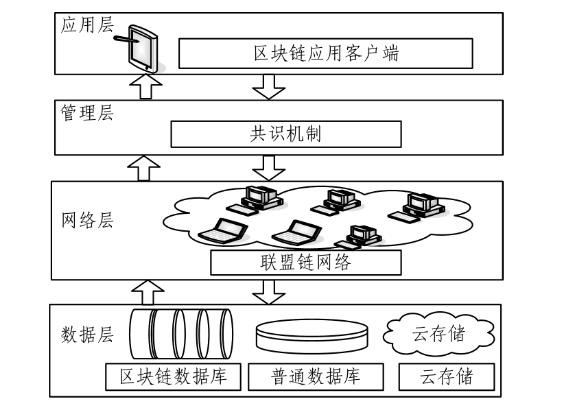 应用层
区块链应用客户端
管理层
共识机制
网络层
联盟链网络
数据层
云存储
区块链数据库
普通数据库
云存储